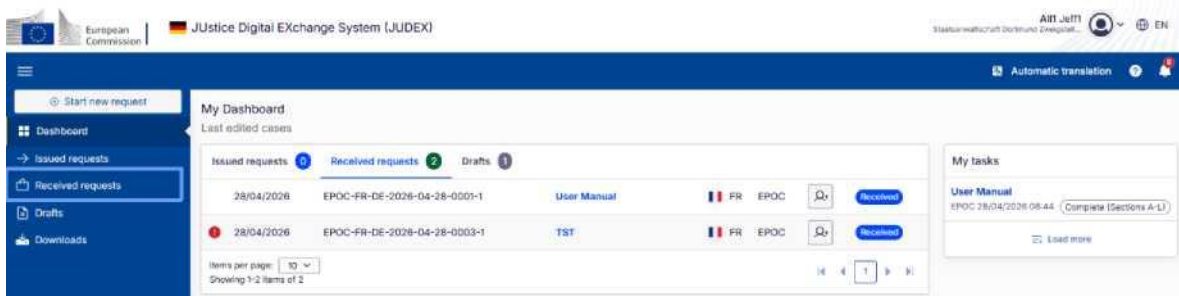 European
Commission
JUstice Digital EXchange System (JUDEX)
EN
Automatic translation
Start new request
Dashboard
Issued requests
Received requests
Drafts
Downloads
My Dashboard
Last edited cases
Issued requests 0 Received requests 2 Drafts 1
28/04/2026 EPOC-FR-DE-2026-04-28-0001-1 User Manual FR EPOC Received
28/04/2026 EPOC-FR-DE-2026-04-28-0003-1 TST FR EPOC Received
Items per page: 10
Showing 1-2 items of 2
1
My tasks
User Manual
EPOC 28/04/2026 08:44 Complete (Sections A-L)
Load more